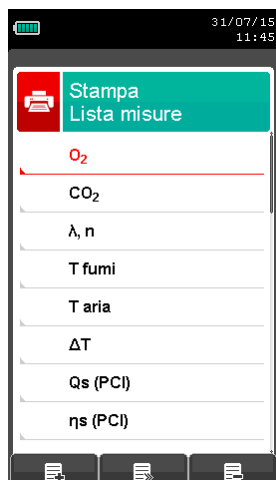 31/07/15
11:45
Stampa
Lista misure
O₂
CO₂
λ, n
T fumi
T aria
ΔT
Qs (PCI)
ηs (PCI)